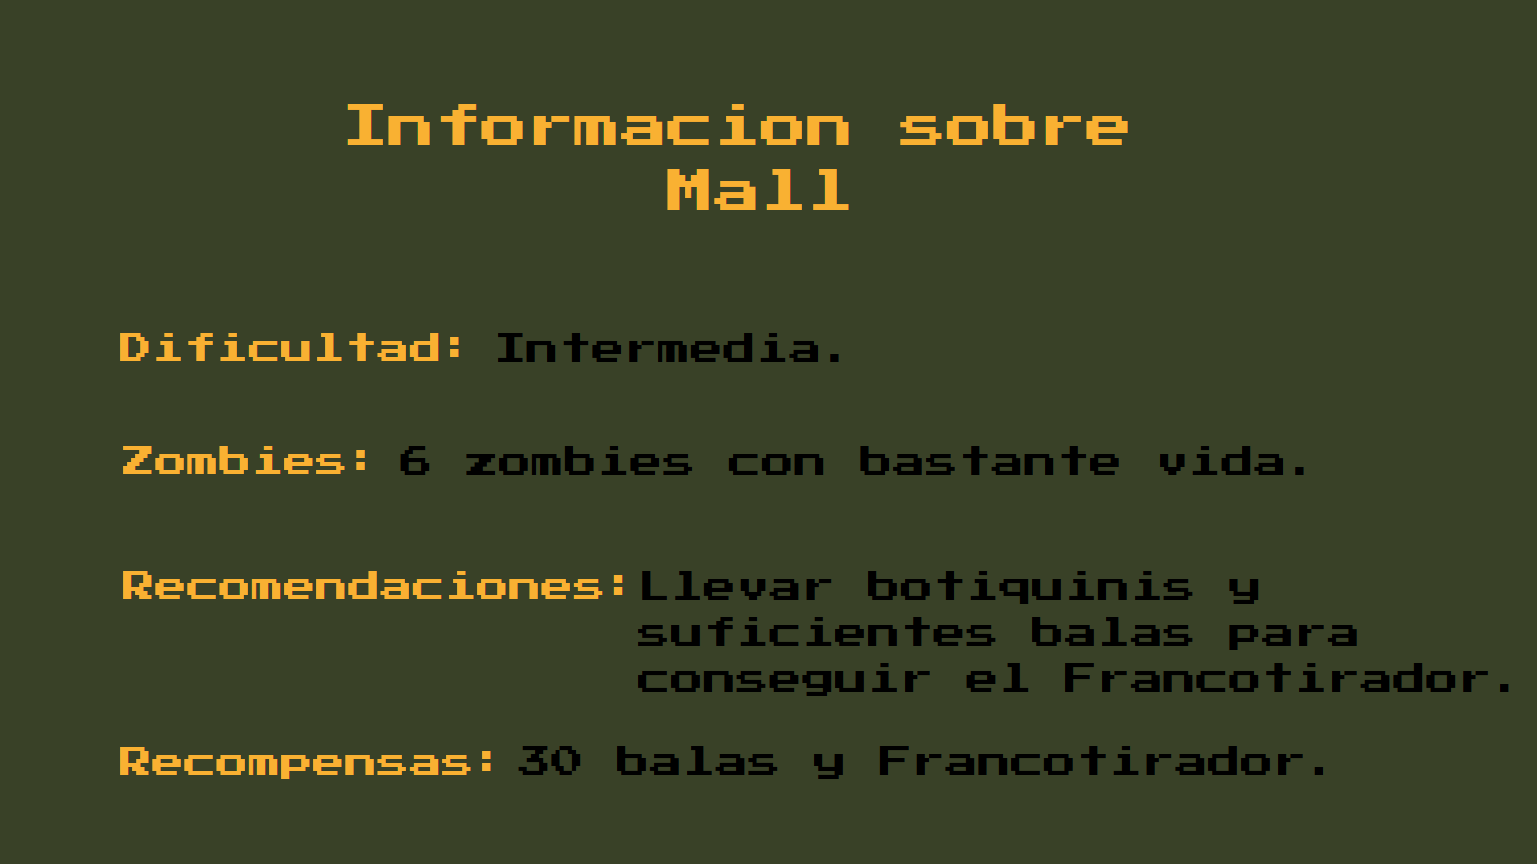 Informacion sobre
Mall
Dificultad: Intermedia.
Zombies: 6 zombies con bastante vida.
Recomendaciones: Llevar botiquinis y
suficientes balas para
conseguir el Francotirador.
Recompensas: 30 balas y Francotirador.